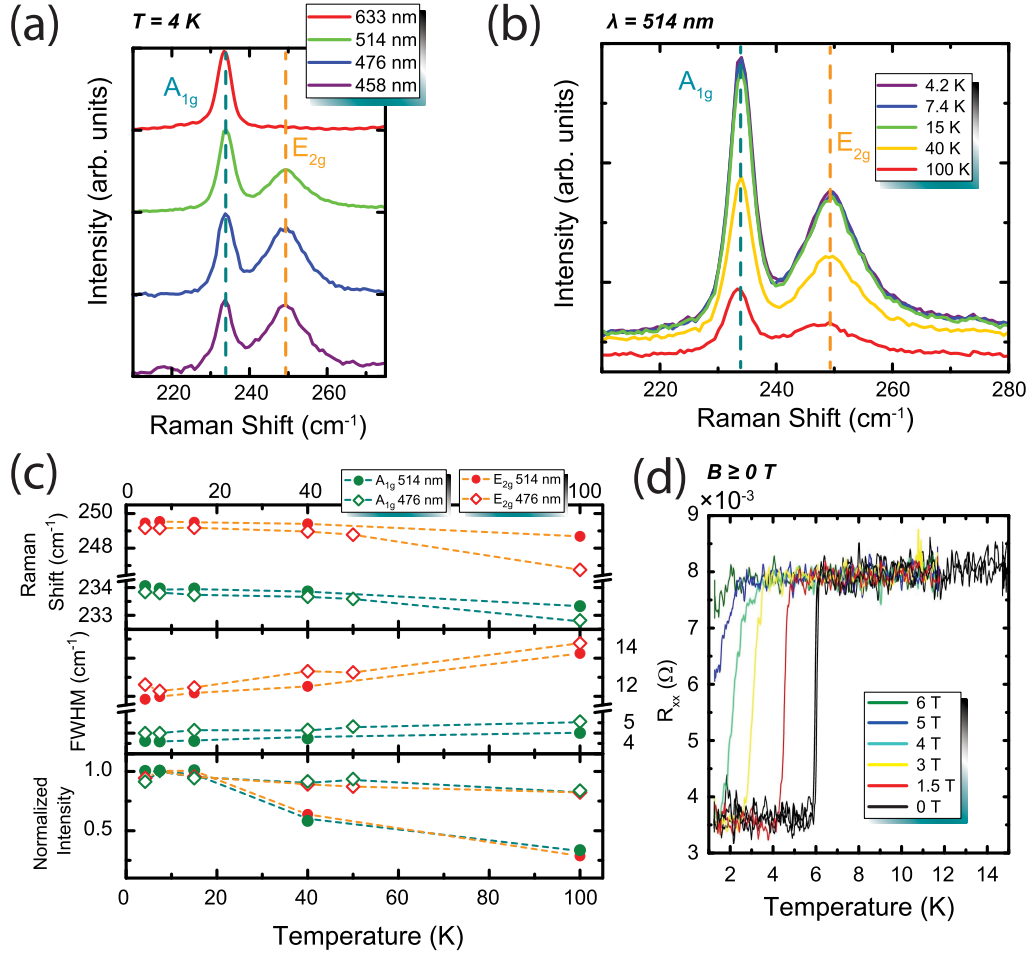 (a)
T = 4 K
633 nm
514 nm
476 nm
458 nm
A1g
E2g
Intensity (arb. units)
220 240 260
Raman Shift (cm-1)
(b)
λ = 514 nm
A1g
E2g
4.2 K
7.4 K
15 K
40 K
100 K
Intensity (arb. units)
220 240 260 280
Raman Shift (cm-1)
(c)
A1g 514 nm
A1g 476 nm
E2g 514 nm
E2g 476 nm
0 20 40 100
250
248
234
233
Raman
Shift (cm-1)
14
12
5
4
FWHM (cm-1)
1.0
0.5
Normalized
Intensity
0 20 40 60 80 100
Temperature (K)
(d)
B ≥ 0 T
×10-3
9
8
7
6
5
4
3
Rxx (Ω)
6 T
5 T
4 T
3 T
1.5 T
0 T
2 4 6 8 10 12 14
Temperature (K)